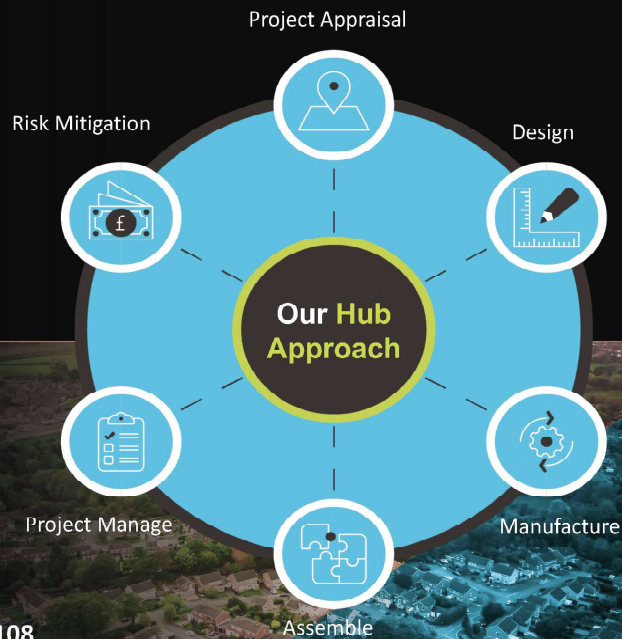 Project Appraisal
Risk Mitigation
Design
£
Our Hub
Approach
Project Manage
Manufacture
Assemble
108